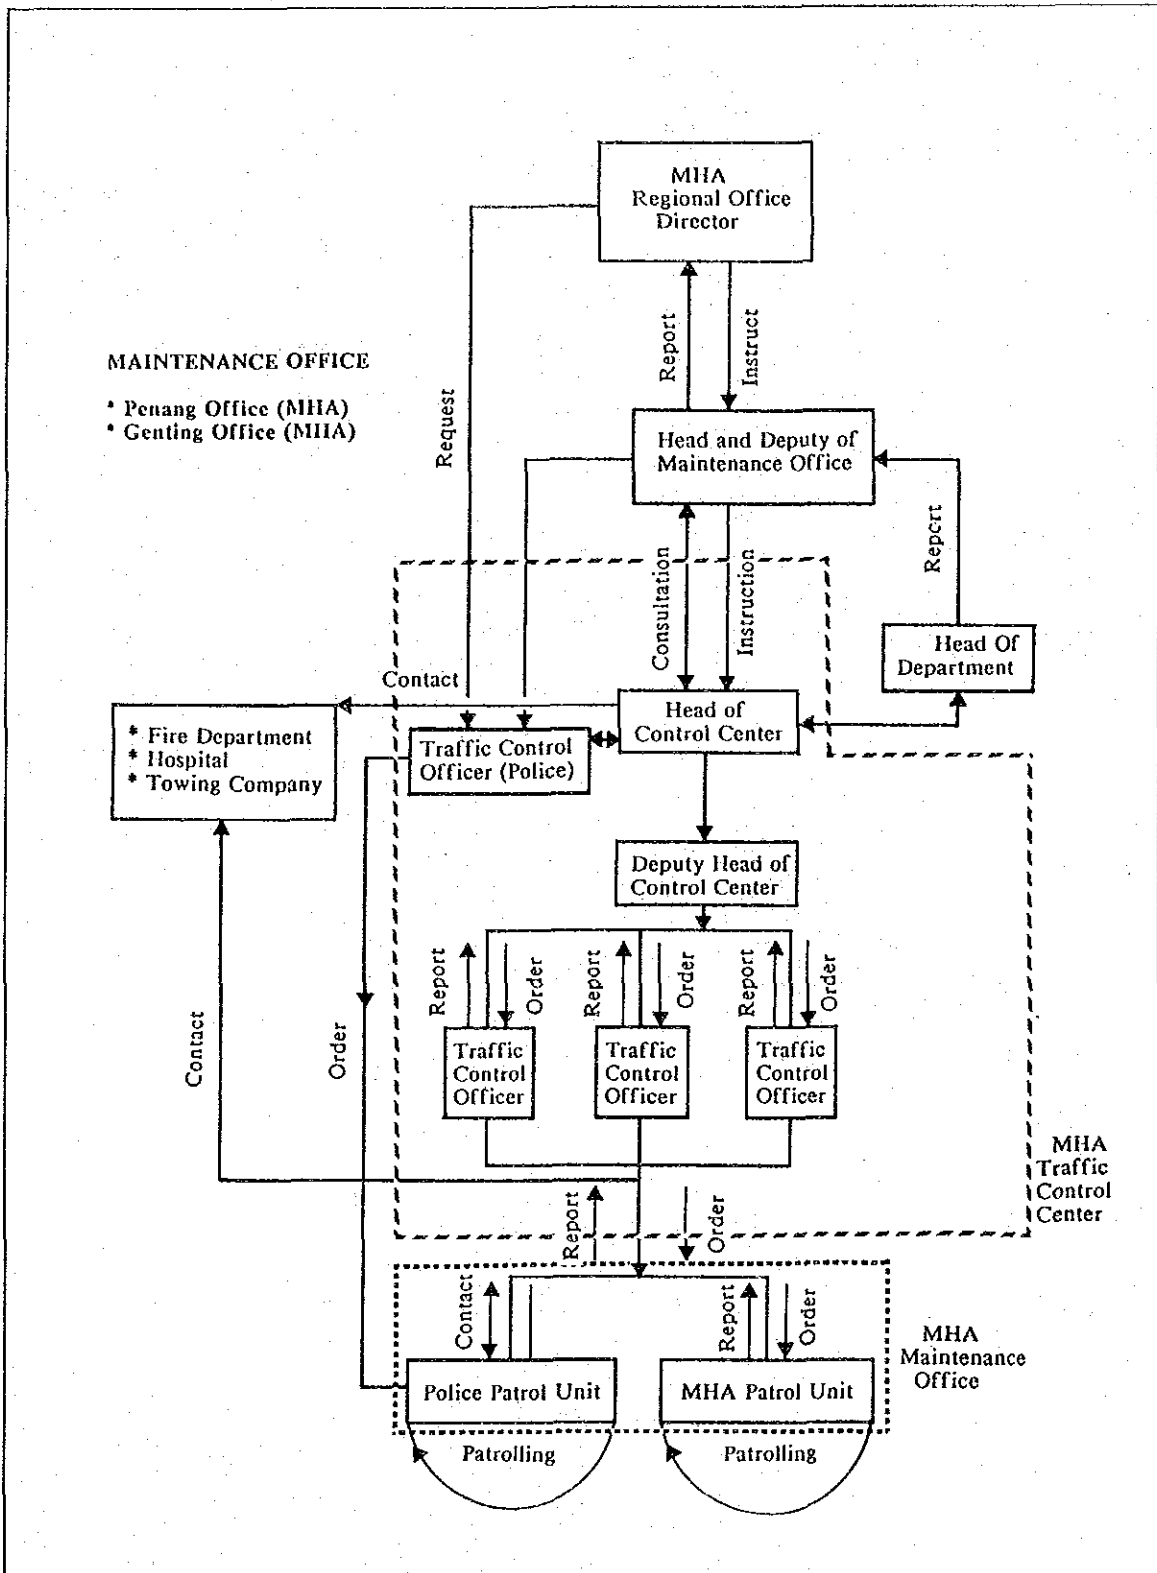 MHA
Regional Office
Director
Report
Instruct
Request
MAINTENANCE OFFICE
* Penang Office (MHA)
* Genting Office (MHA)
Head and Deputy of
Maintenance Office
Report
Consultation
Instruction
Head Of
Department
Contact
* Fire Department
* Hospital
* Towing Company
Traffic Control
Officer (Police)
Head of
Control Center
Deputy Head of
Control Center
Report
Order
Report
Order
Report
Order
Contact
Order
Traffic
Control
Officer
Traffic
Control
Officer
Traffic
Control
Officer
MHA
Traffic
Control
Center
Report
Order
Contact
Report
Order
MHA
Maintenance
Office
Police Patrol Unit
MHA Patrol Unit
Patrolling
Patrolling